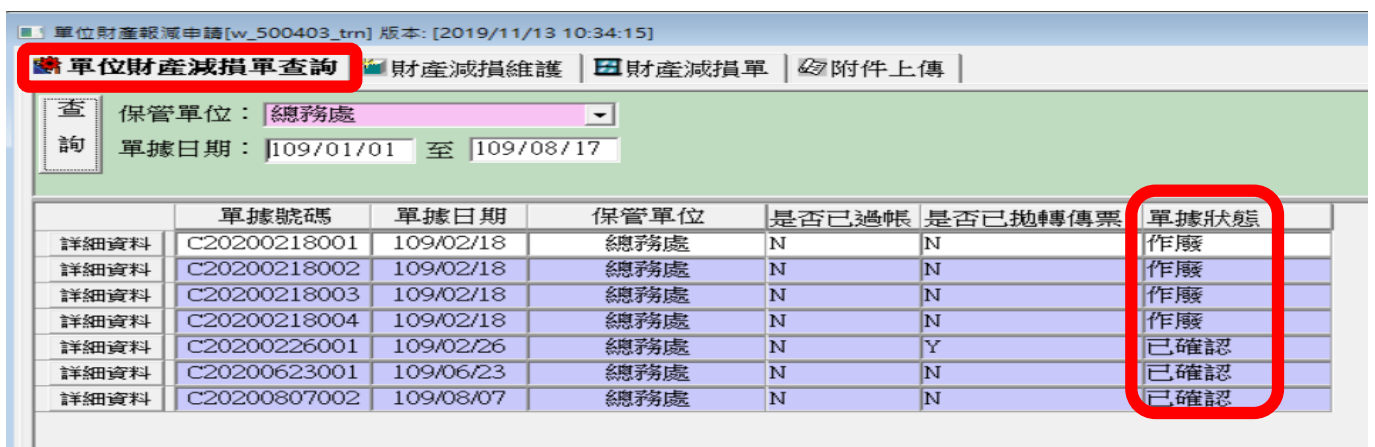 單位財產報減申請[w_500403_trn] 版本: [2019/11/13 10:34:15]
單位財產減損單查詢 財產減損維護 財產減損單 附件上傳
查詢
保管單位： 總務處
單據日期： 109/01/01 至 109/08/17
單據號碼 單據日期 保管單位 是否已過帳 是否已拋轉傳票 單據狀態
詳細資料 C20200218001 109/02/18 總務處 N N 作廢
詳細資料 C20200218002 109/02/18 總務處 N N 作廢
詳細資料 C20200218003 109/02/18 總務處 N N 作廢
詳細資料 C20200218004 109/02/18 總務處 N N 作廢
詳細資料 C20200226001 109/02/26 總務處 N Y 已確認
詳細資料 C20200623001 109/06/23 總務處 N N 已確認
詳細資料 C20200807002 109/08/07 總務處 N N 已確認